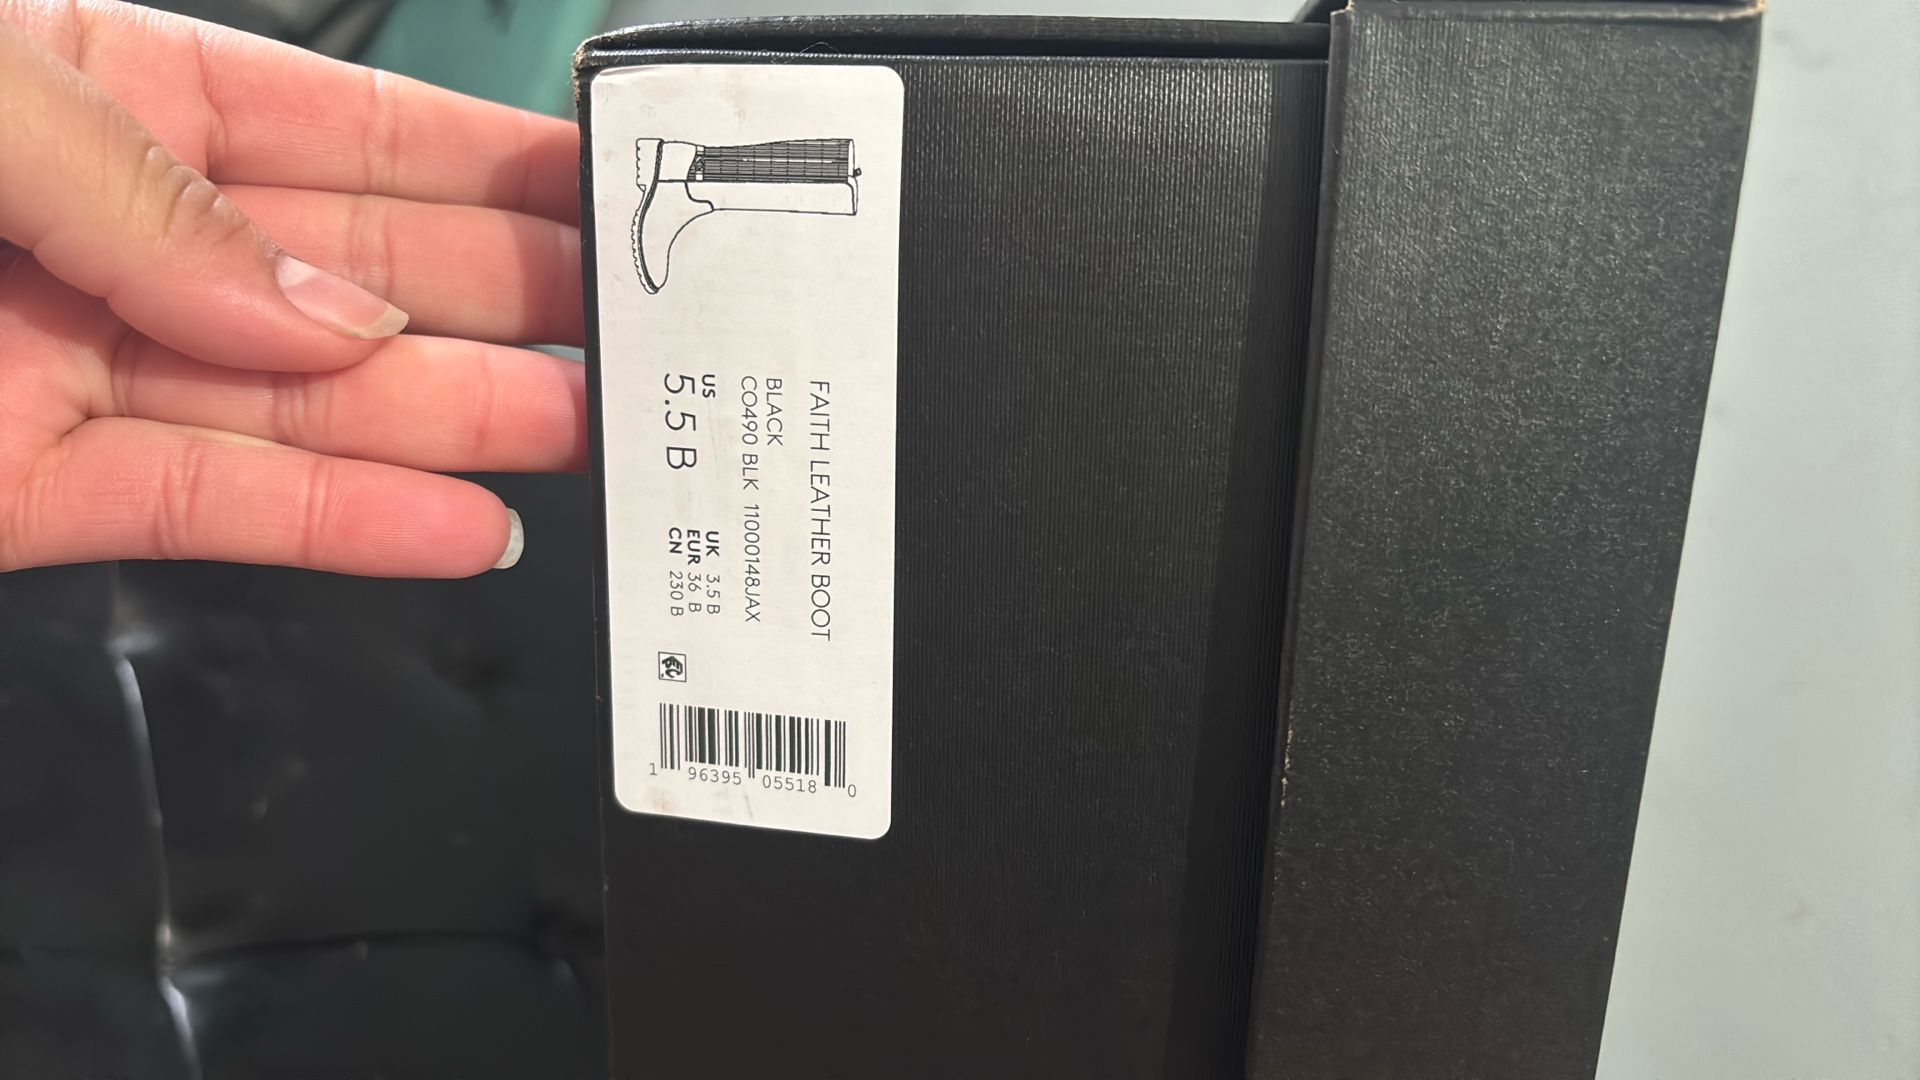 FAITH LEATHER BOOT
BLACK
CO490 BLK 11000148JAX
US
5.5 B
UK 3.5 B
EUR 36 B
CN 230 B
1 96395 05518 0